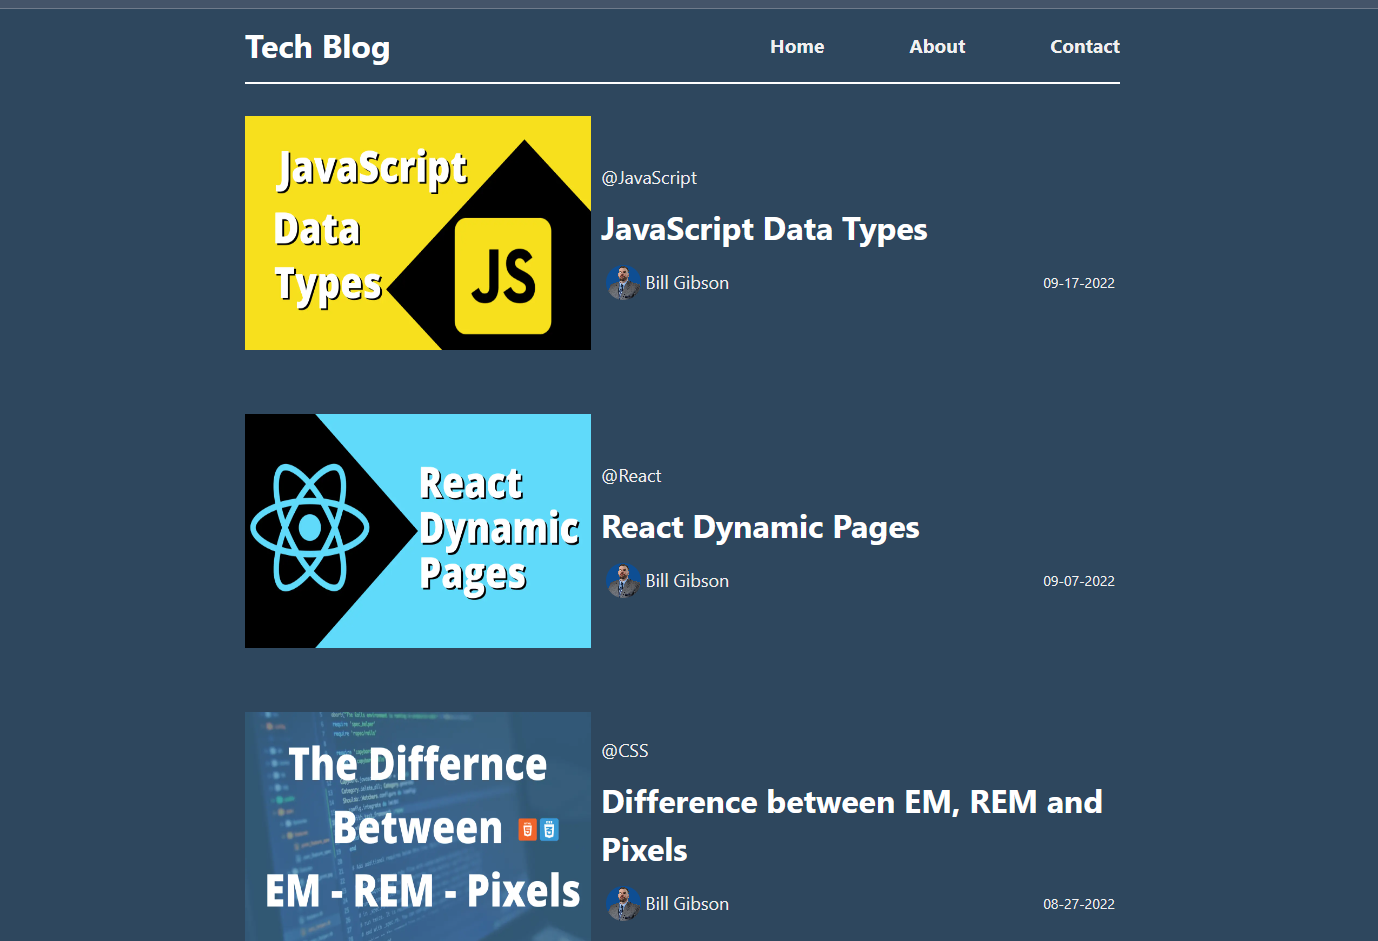 Tech Blog
Home
About
Contact
JavaScript
Data
Types
JS
@JavaScript
JavaScript Data Types
Bill Gibson
09-17-2022
React
Dynamic
Pages
@React
React Dynamic Pages
Bill Gibson
09-07-2022
The Differnce
Between
EM - REM - Pixels
@CSS
Difference between EM, REM and
Pixels
Bill Gibson
08-27-2022